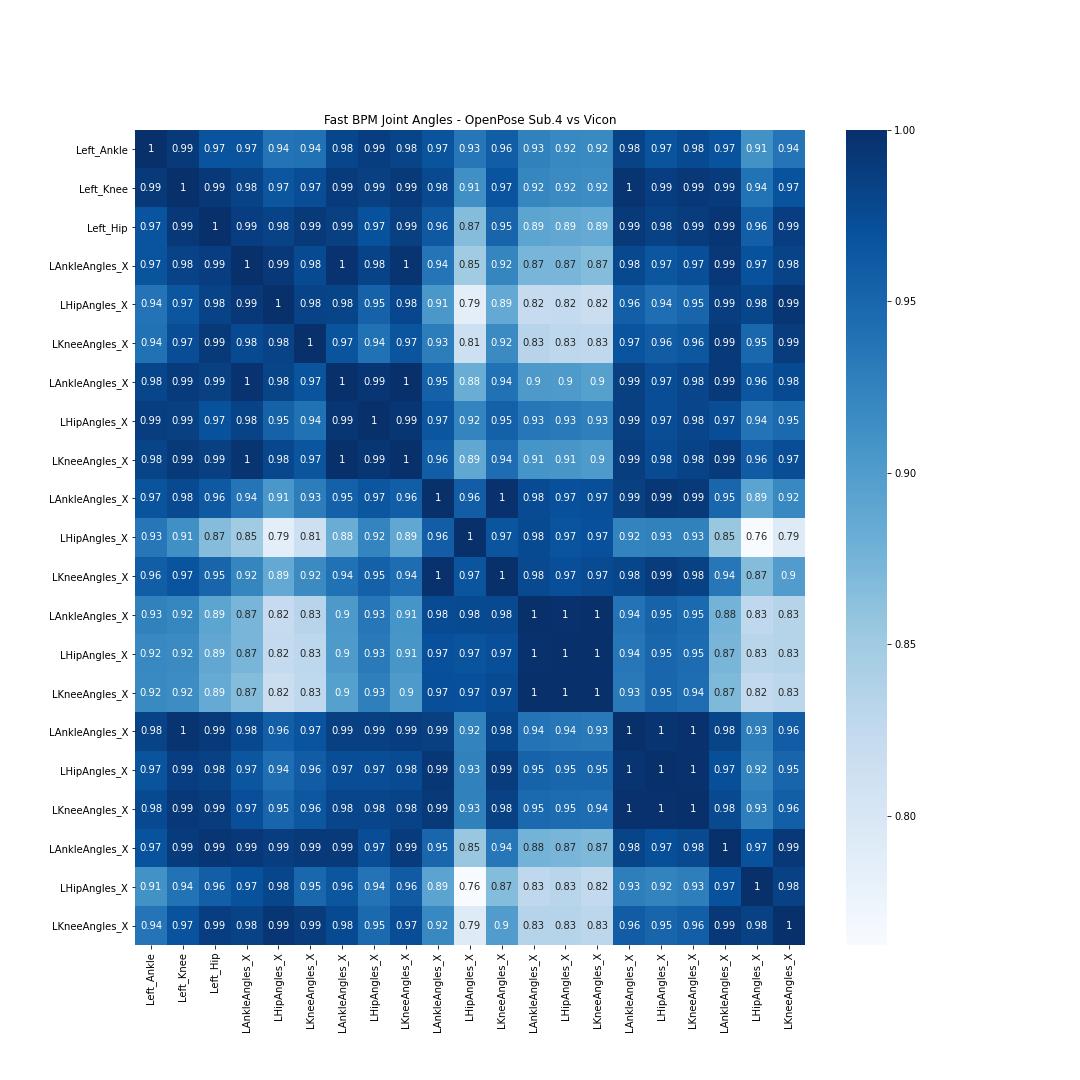 Fast BPM Joint Angles - OpenPose Sub.4 vs Vicon
Left_Ankle 1 0.99 0.97 0.97 0.94 0.94 0.98 0.99 0.98 0.97 0.93 0.96 0.93 0.92 0.92 0.98 0.97 0.98 0.97 0.91 0.94
Left_Knee 0.99 1 0.99 0.98 0.97 0.97 0.99 0.99 0.99 0.98 0.91 0.97 0.92 0.92 0.92 1 0.99 0.99 0.99 0.94 0.97
Left_Hip 0.97 0.99 1 0.99 0.98 0.99 0.99 0.97 0.99 0.96 0.87 0.95 0.89 0.89 0.89 0.99 0.98 0.99 0.99 0.96 0.99
LAnkleAngles_X 0.97 0.98 0.99 1 0.99 0.98 1 0.98 1 0.94 0.85 0.92 0.87 0.87 0.87 0.98 0.97 0.97 0.99 0.97 0.98
LHipAngles_X 0.94 0.97 0.98 0.99 1 0.98 0.98 0.95 0.98 0.91 0.79 0.89 0.82 0.82 0.82 0.96 0.94 0.95 0.99 0.98 0.99
LKneeAngles_X 0.94 0.97 0.99 0.98 0.98 1 0.97 0.94 0.97 0.93 0.81 0.92 0.83 0.83 0.83 0.97 0.96 0.96 0.99 0.95 0.99
LAnkleAngles_X 0.98 0.99 0.99 1 0.98 0.97 1 0.99 1 0.95 0.88 0.94 0.9 0.9 0.9 0.99 0.97 0.98 0.99 0.96 0.98
LHipAngles_X 0.99 0.99 0.97 0.98 0.95 0.94 0.99 1 0.99 0.97 0.92 0.95 0.93 0.93 0.93 0.99 0.97 0.98 0.97 0.94 0.95
LKneeAngles_X 0.98 0.99 0.99 1 0.98 0.97 1 0.99 1 0.96 0.89 0.94 0.91 0.91 0.9 0.99 0.98 0.98 0.99 0.96 0.97
LAnkleAngles_X 0.97 0.98 0.96 0.94 0.91 0.93 0.95 0.97 0.96 1 0.96 1 0.98 0.97 0.97 0.99 0.99 0.99 0.95 0.89 0.92
LHipAngles_X 0.93 0.91 0.87 0.85 0.79 0.81 0.88 0.92 0.89 0.96 1 0.97 0.98 0.97 0.97 0.92 0.93 0.93 0.85 0.76 0.79
LKneeAngles_X 0.96 0.97 0.95 0.92 0.89 0.92 0.94 0.95 0.94 1 0.97 1 0.98 0.97 0.97 0.98 0.99 0.98 0.94 0.87 0.9
LAnkleAngles_X 0.93 0.92 0.89 0.87 0.82 0.83 0.9 0.93 0.91 0.98 0.98 0.98 1 1 1 0.94 0.95 0.95 0.88 0.83 0.83
LHipAngles_X 0.92 0.92 0.89 0.87 0.82 0.83 0.9 0.93 0.91 0.97 0.97 0.97 1 1 1 0.94 0.95 0.95 0.87 0.83 0.83
LKneeAngles_X 0.92 0.92 0.89 0.87 0.82 0.83 0.9 0.93 0.9 0.97 0.97 0.97 1 1 1 0.93 0.95 0.94 0.87 0.82 0.83
LAnkleAngles_X 0.98 1 0.99 0.98 0.96 0.97 0.99 0.99 0.99 0.99 0.92 0.98 0.94 0.94 0.93 1 1 1 0.98 0.93 0.96
LHipAngles_X 0.97 0.99 0.98 0.97 0.94 0.96 0.97 0.97 0.98 0.99 0.93 0.99 0.95 0.95 0.95 1 1 1 0.97 0.92 0.95
LKneeAngles_X 0.98 0.99 0.99 0.97 0.95 0.96 0.98 0.98 0.98 0.99 0.93 0.98 0.95 0.95 0.94 1 1 1 0.98 0.93 0.96
LAnkleAngles_X 0.97 0.99 0.99 0.99 0.99 0.99 0.99 0.97 0.99 0.95 0.85 0.94 0.88 0.87 0.87 0.98 0.97 0.98 1 0.97 0.99
LHipAngles_X 0.91 0.94 0.96 0.97 0.98 0.95 0.96 0.94 0.96 0.89 0.76 0.87 0.83 0.83 0.82 0.93 0.92 0.93 0.97 1 0.98
LKneeAngles_X 0.94 0.97 0.99 0.98 0.99 0.99 0.98 0.95 0.97 0.92 0.79 0.9 0.83 0.83 0.83 0.96 0.95 0.96 0.99 0.98 1
Left_Ankle
Left_Knee
Left_Hip
LAnkleAngles_X
LHipAngles_X
LKneeAngles_X
LAnkleAngles_X
LHipAngles_X
LKneeAngles_X
LAnkleAngles_X
LHipAngles_X
LKneeAngles_X
LAnkleAngles_X
LHipAngles_X
LKneeAngles_X
LAnkleAngles_X
LHipAngles_X
LKneeAngles_X
LAnkleAngles_X
LHipAngles_X
LKneeAngles_X
1.00
0.95
0.90
0.85
0.80